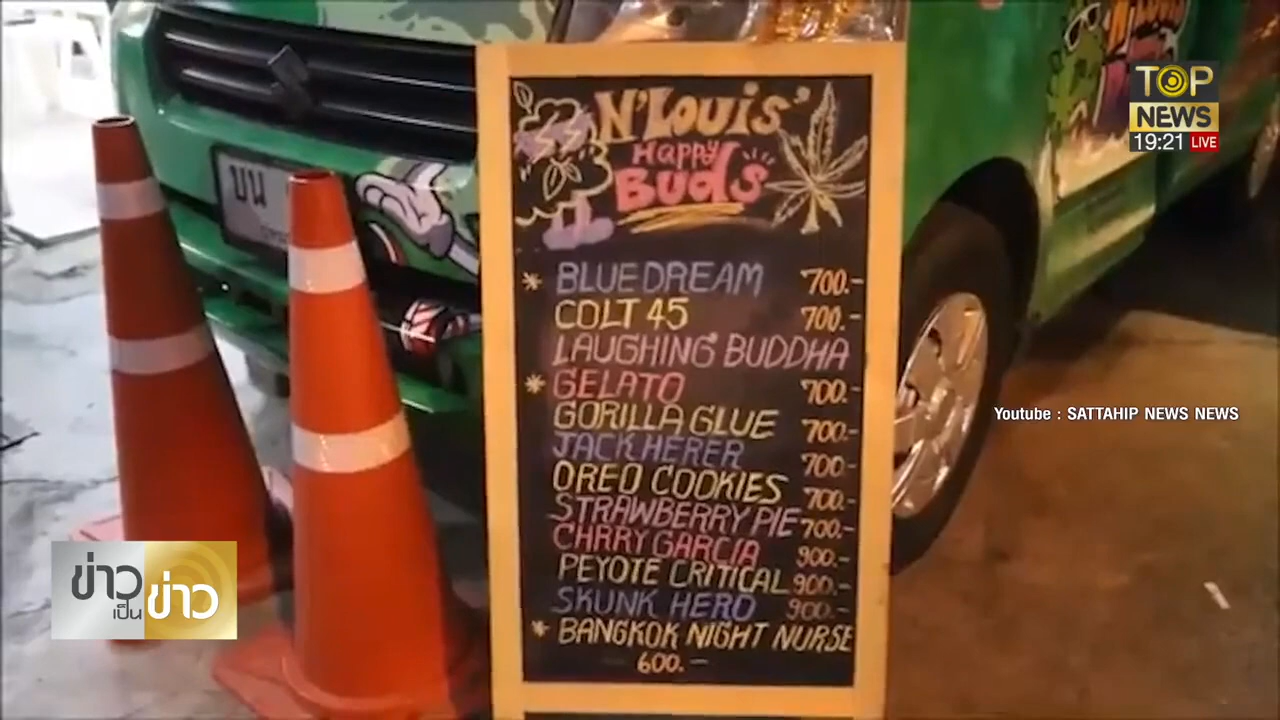 N'LOUIS'
HAPPY
BUDS
* BLUE DREAM 700.-
COLT 45 700.-
LAUGHING BUDDHA
* GELATO 700.-
GORILLA GLUE 700.-
JACK HERER 700.-
OREO COOKIES 700.-
STRAWBERRY PIE 700.-
CHRRY GARCIA 900.-
PEYOTE CRITICAL 900.-
SKUNK HERO 900.-
* BANGKOK NIGHT NURSE
600.-
บน
N'LOUIS
TOP
NEWS
19:21 LIVE
Youtube : SATTAHIP NEWS NEWS
ข่าว
เป็น
ข่าว